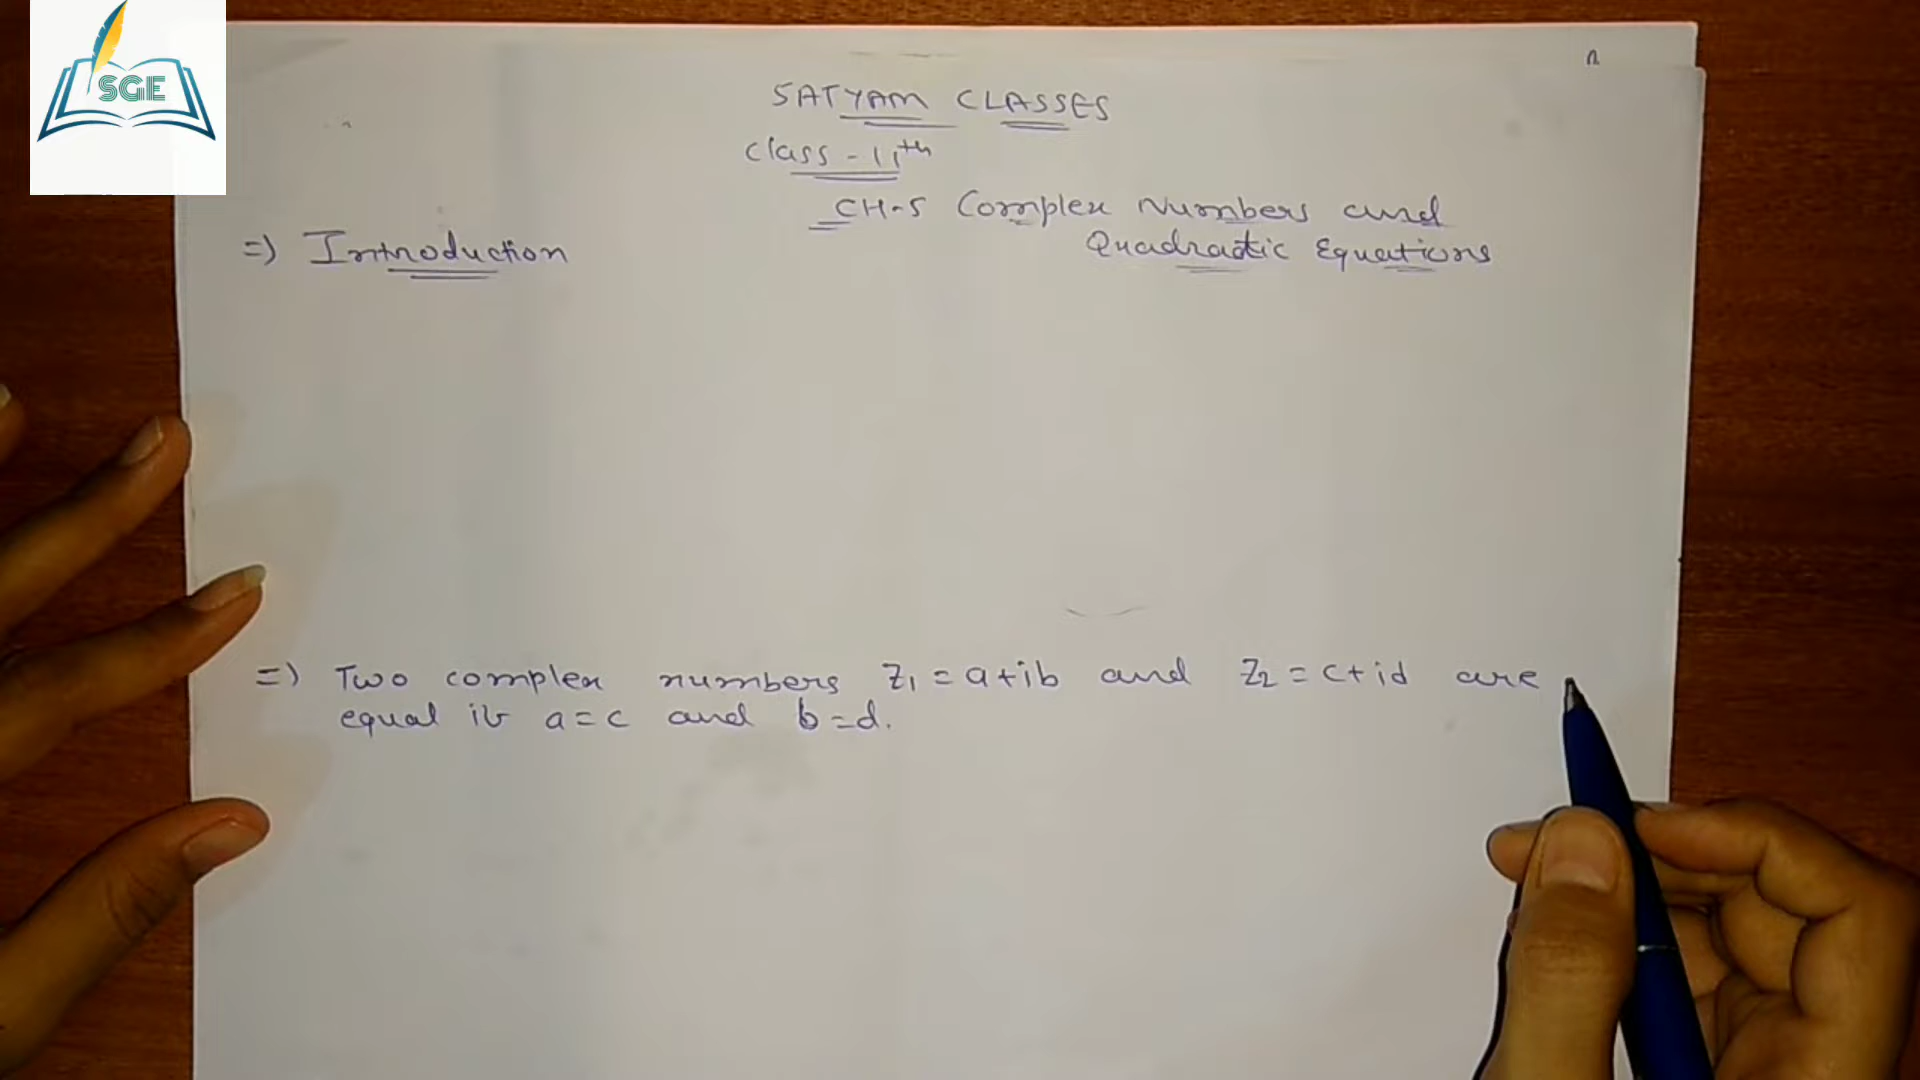 SGE
SATYAM CLASSES
Class - 11th
CH-5 Complex Numbers and
Quadractic Equations
=) Introduction
=) Two complex numbers Z₁ = a+ib and Z₂ = c+id are
equal if a=c and b=d.